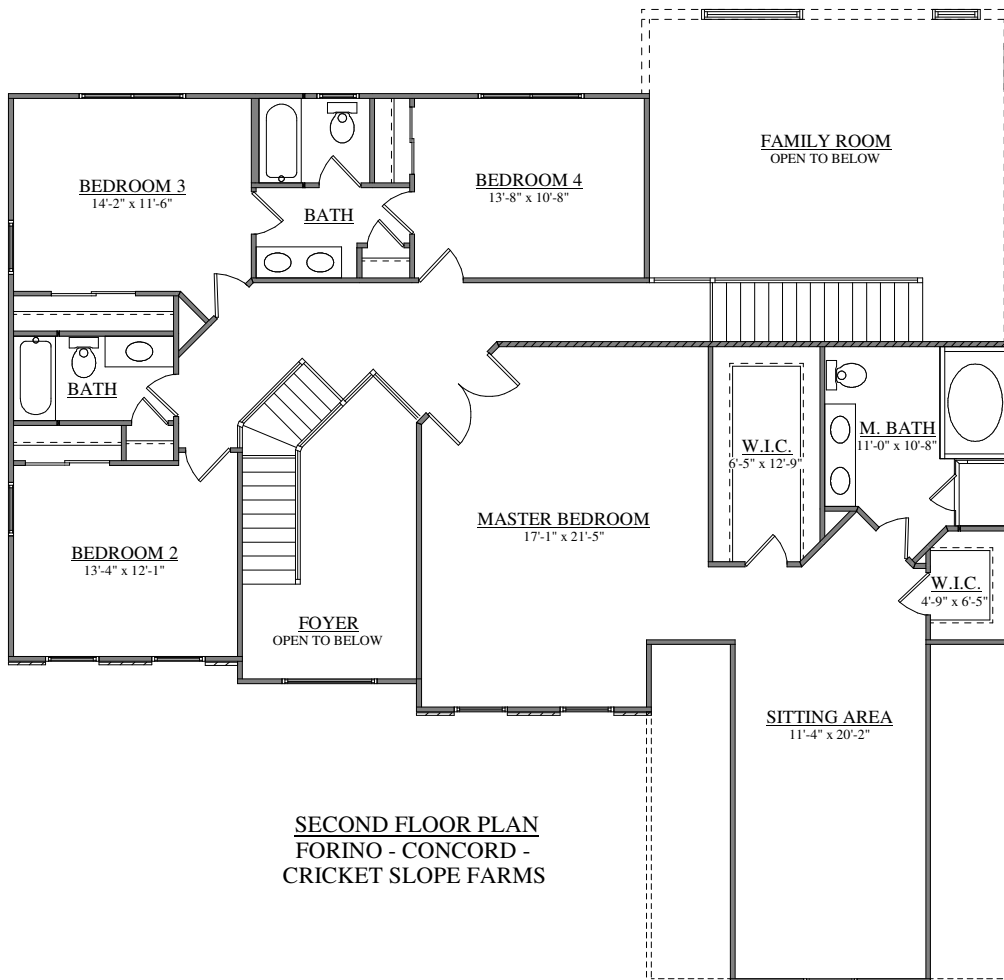 FAMILY ROOM
OPEN TO BELOW
BEDROOM 3
14'-2" x 11'-6"
BEDROOM 4
13'-8" x 10'-8"
BATH
BATH
W.I.C.
6'-5" x 12'-9"
M. BATH
11'-0" x 10'-8"
MASTER BEDROOM
17'-1" x 21'-5"
BEDROOM 2
13'-4" x 12'-1"
W.I.C.
4'-9" x 6'-5"
FOYER
OPEN TO BELOW
SITTING AREA
11'-4" x 20'-2"
SECOND FLOOR PLAN
FORINO - CONCORD -
CRICKET SLOPE FARMS